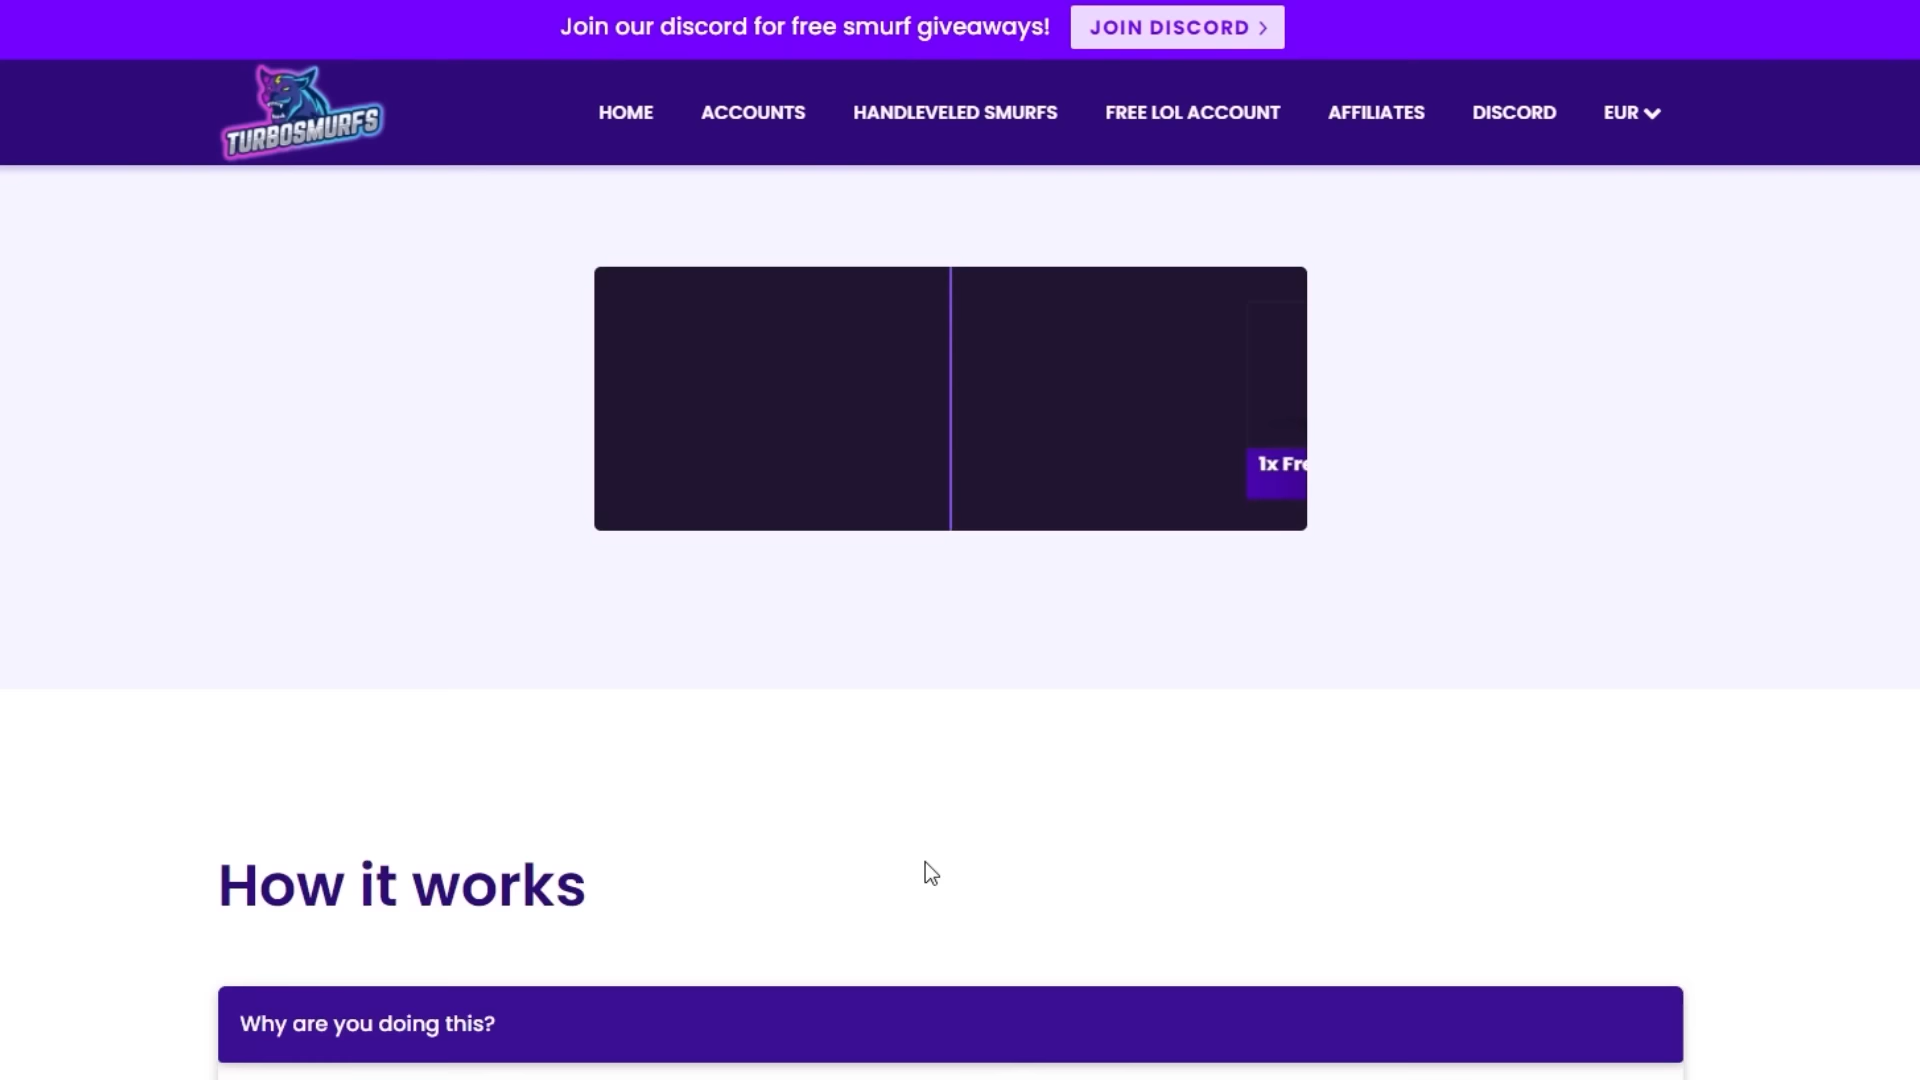 Join our discord for free smurf giveaways! JOIN DISCORD >
TURBOSMURFS
HOME ACCOUNTS HANDLEVELED SMURFS FREE LOL ACCOUNT AFFILIATES DISCORD EUR
1x Fre
How it works
Why are you doing this?